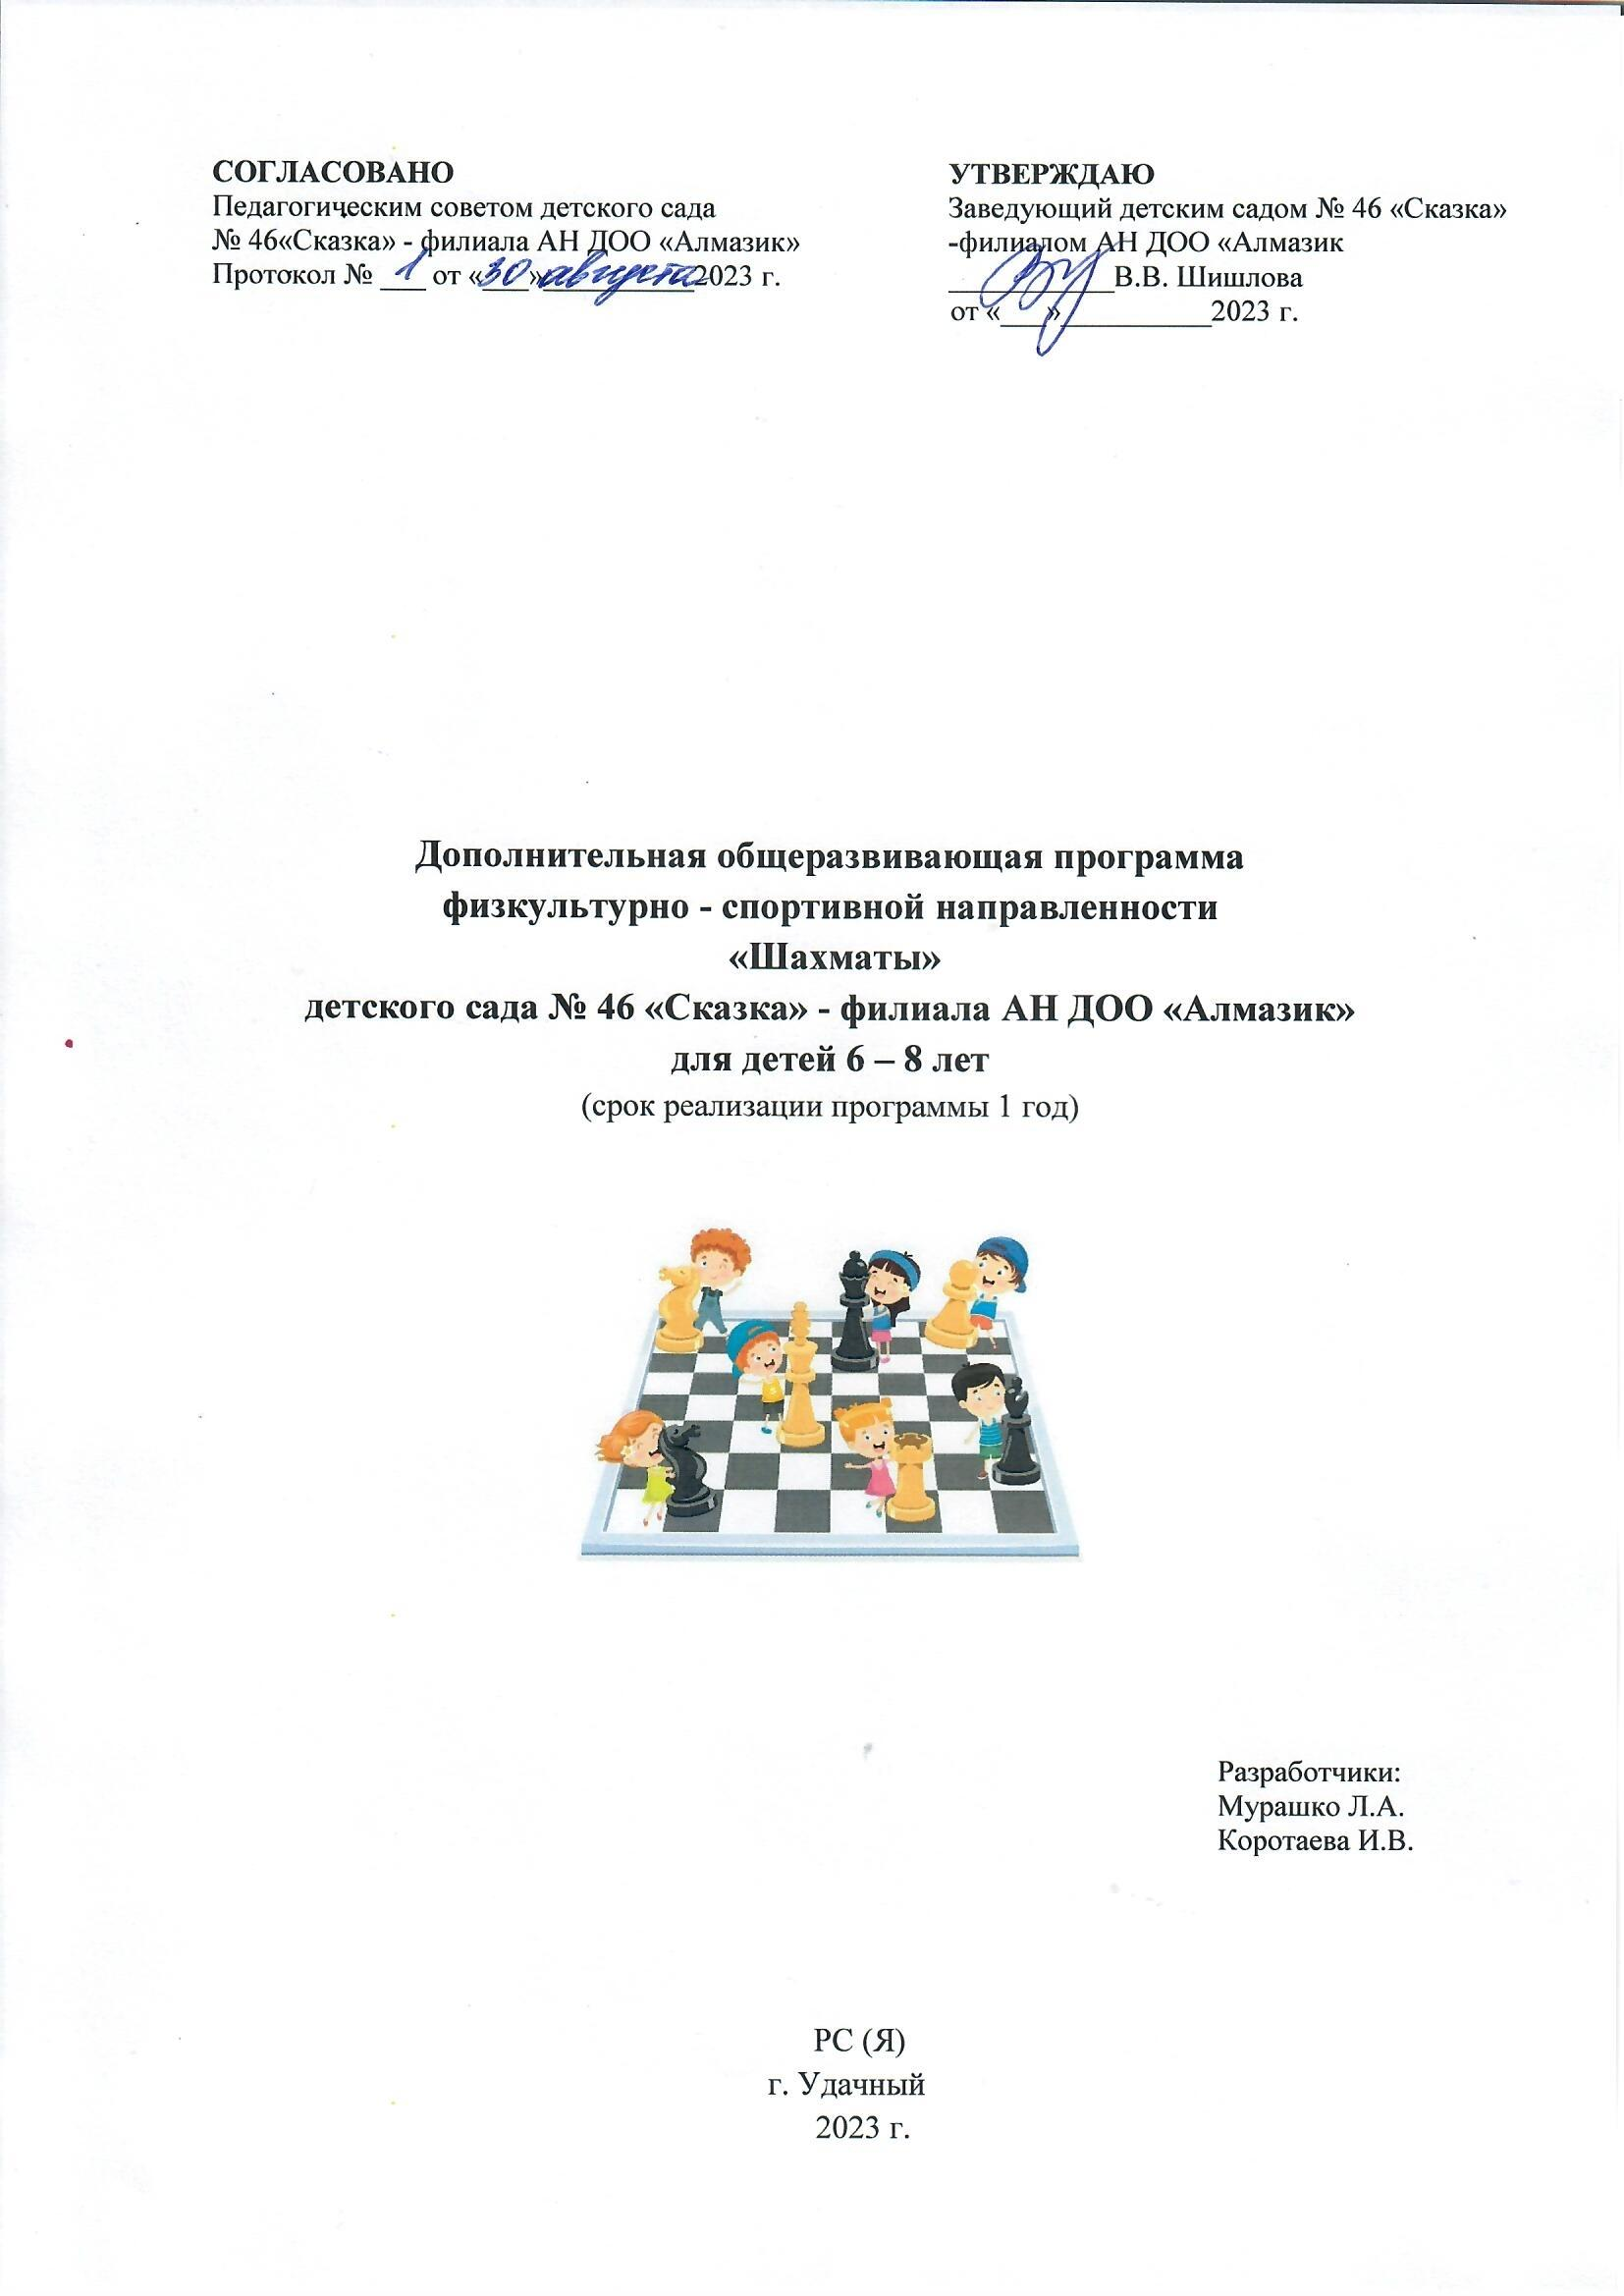 СОГЛАСОВАНО
Педагогическим советом детского сада
№ 46«Сказка» - филиала АН ДОО «Алмазик»
Протокол № 1 от «30» августа 2023 г.
УТВЕРЖДАЮ
Заведующий детским садом № 46 «Сказка»
-филиалом АН ДОО «Алмазик
___________В.В. Шишлова
от «___»__________2023 г.
Дополнительная общеразвивающая программа
физкультурно - спортивной направленности
«Шахматы»
детского сада № 46 «Сказка» - филиала АН ДОО «Алмазик»
для детей 6 – 8 лет
(срок реализации программы 1 год)
Разработчики:
Мурашко Л.А.
Коротаева И.В.
РС (Я)
г. Удачный
2023 г.